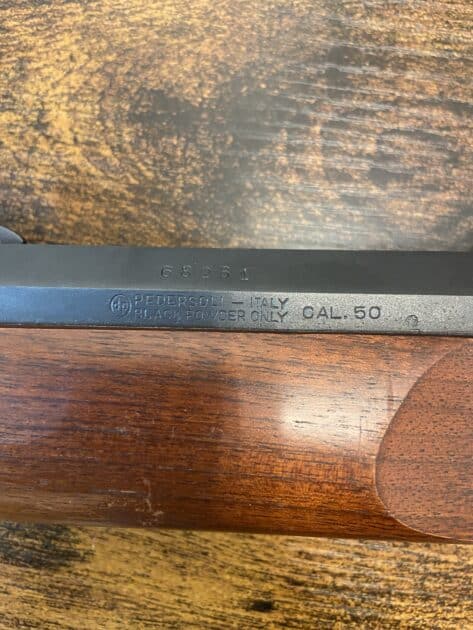 PEDERSOLI – ITALY
BLACK POWDER ONLY
CAL. 50